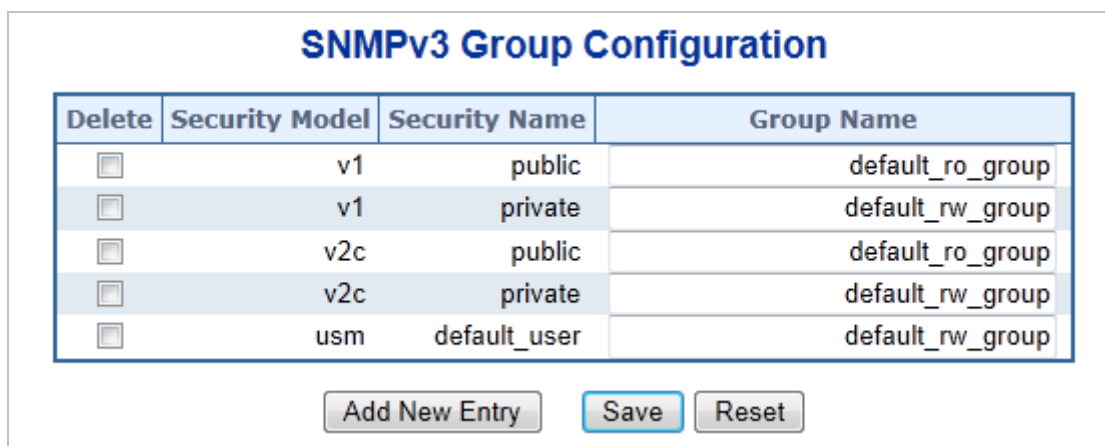 SNMPv3 Group Configuration
Delete Security Model Security Name Group Name
v1 public default_ro_group
v1 private default_rw_group
v2c public default_ro_group
v2c private default_rw_group
usm default_user default_rw_group
Add New Entry Save Reset